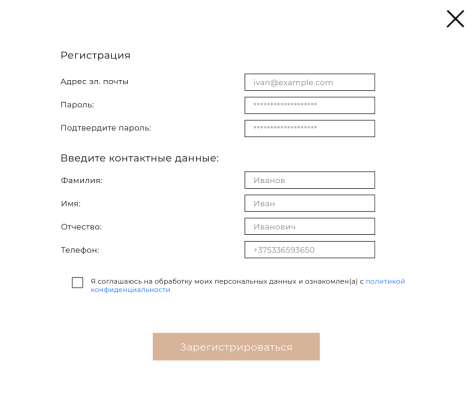 Регистрация
Адрес эл. почты
ivan@example.com
Пароль:
*******************
Подтвердите пароль:
*******************
Введите контактные данные:
Фамилия:
Иванов
Имя:
Иван
Отчество:
Иванович
Телефон:
+375336593650
Я соглашаюсь на обработку моих персональных данных и ознакомлен(а) с политикой
конфиденциальности
Зарегистрироваться